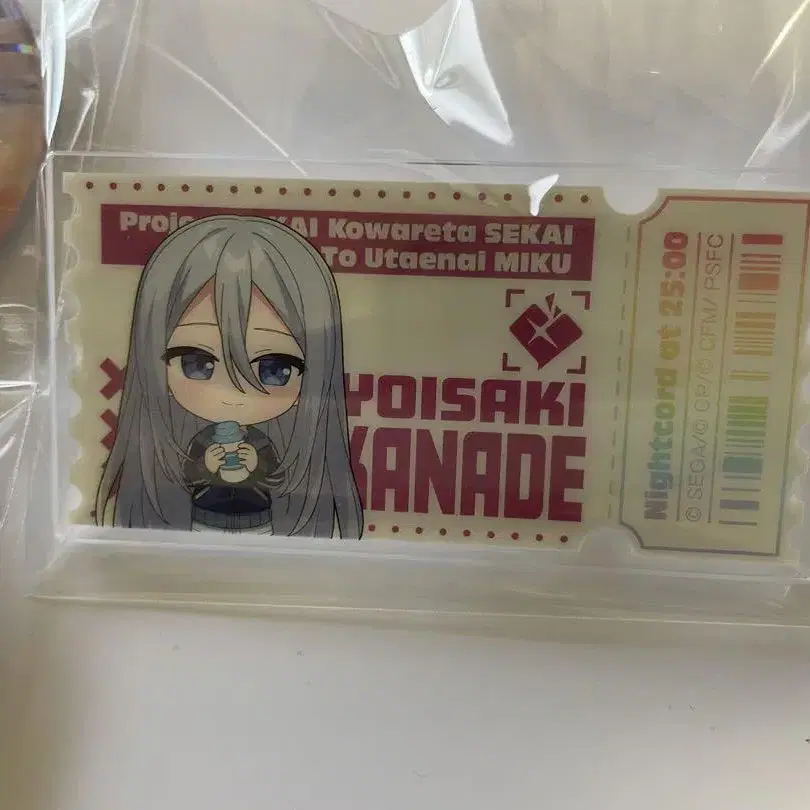 Proje KAI Kowareta SEKAI
To Utaenai MIKU
YOISAKI
KANADE
Nightcord at 25:00
© SEGA/© CP/© CFM/ PSFC